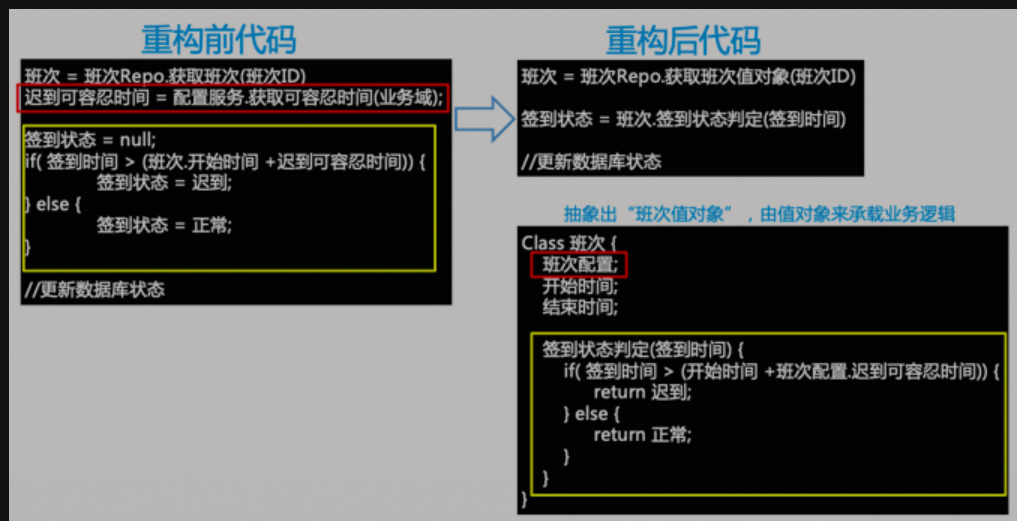 重构前代码
班次 = 班次Repo.获取班次(班次ID)
迟到可容忍时间 = 配置服务.获取可容忍时间(业务域);
签到状态 = null;
if( 签到时间 > (班次.开始时间 +迟到可容忍时间)) {
签到状态 = 迟到;
} else {
签到状态 = 正常;
}
//更新数据库状态
重构后代码
班次 = 班次Repo.获取班次值对象(班次ID)
签到状态 = 班次.签到状态判定(签到时间)
//更新数据库状态
抽象出“班次值对象”，由值对象来承载业务逻辑
Class 班次 {
班次配置;
开始时间;
结束时间;
签到状态判定(签到时间) {
if( 签到时间 > (开始时间 +班次配置.迟到可容忍时间)) {
return 迟到;
} else {
return 正常;
}
}
}